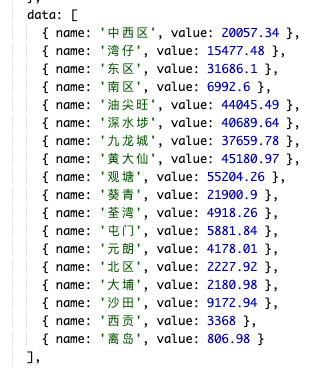 data: [
{ name: '中西区', value: 20057.34 },
{ name: '湾仔', value: 15477.48 },
{ name: '东区', value: 31686.1 },
{ name: '南区', value: 6992.6 },
{ name: '油尖旺', value: 44045.49 },
{ name: '深水埗', value: 40689.64 },
{ name: '九龙城', value: 37659.78 },
{ name: '黄大仙', value: 45180.97 },
{ name: '观塘', value: 55204.26 },
{ name: '葵青', value: 21900.9 },
{ name: '荃湾', value: 4918.26 },
{ name: '屯门', value: 5881.84 },
{ name: '元朗', value: 4178.01 },
{ name: '北区', value: 2227.92 },
{ name: '大埔', value: 2180.98 },
{ name: '沙田', value: 9172.94 },
{ name: '西贡', value: 3368 },
{ name: '离岛', value: 806.98 }
],